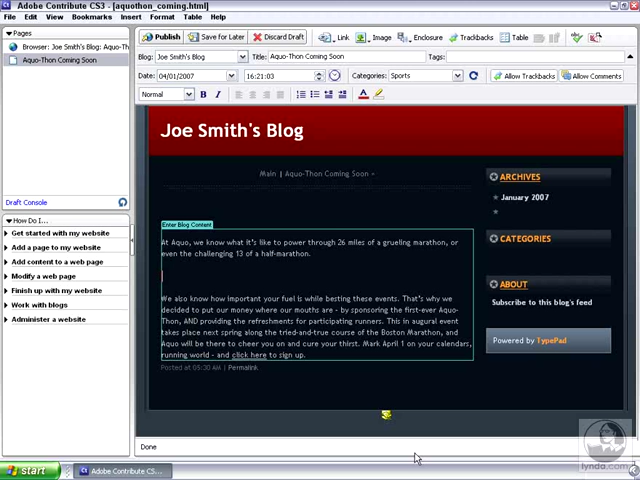 Adobe Contribute CS3 - [aquothon_coming.html]
File Edit View Bookmarks Insert Format Table Help
Pages
Browser: Joe Smith's Blog: Aquo-Th
Aquo-Thon Coming Soon
Draft Console
How Do I...
Get started with my website
Add a page to my website
Add content to a web page
Modify a web page
Finish up with my website
Work with blogs
Administer a website
Publish Save for Later Discard Draft Link Image Enclosure Trackbacks Table
Blog: Joe Smith's Blog Title: Aquo-Thon Coming Soon Tags:
Date: 04/01/2007 16:21:03 Categories: Sports Allow Trackbacks Allow Comments
Normal B I
Joe Smith's Blog
Main | Aquo-Thon Coming Soon »
Enter Blog Content
At Aquo, we know what it's like to power through 26 miles of a grueling marathon, or
even the challenging 13 of a half-marathon.
We also know how important your fuel is while besting these events. That's why we
decided to put our money where our mouths are - by sponsoring the first-ever Aquo-
Thon, AND providing the refreshments for participating runners. This in augural event
takes place next spring along the tried-and-true course of the Boston Marathon, and
Aquo will be there to cheer you on and cure your thirst. Mark April 1 on your calendars,
running world - and click here to sign up.
Posted at 05:30 AM | Permalink
ARCHIVES
January 2007
CATEGORIES
ABOUT
Subscribe to this blog's feed
Powered by TypePad
Done
lynda.com
start Adobe Contribute CS...